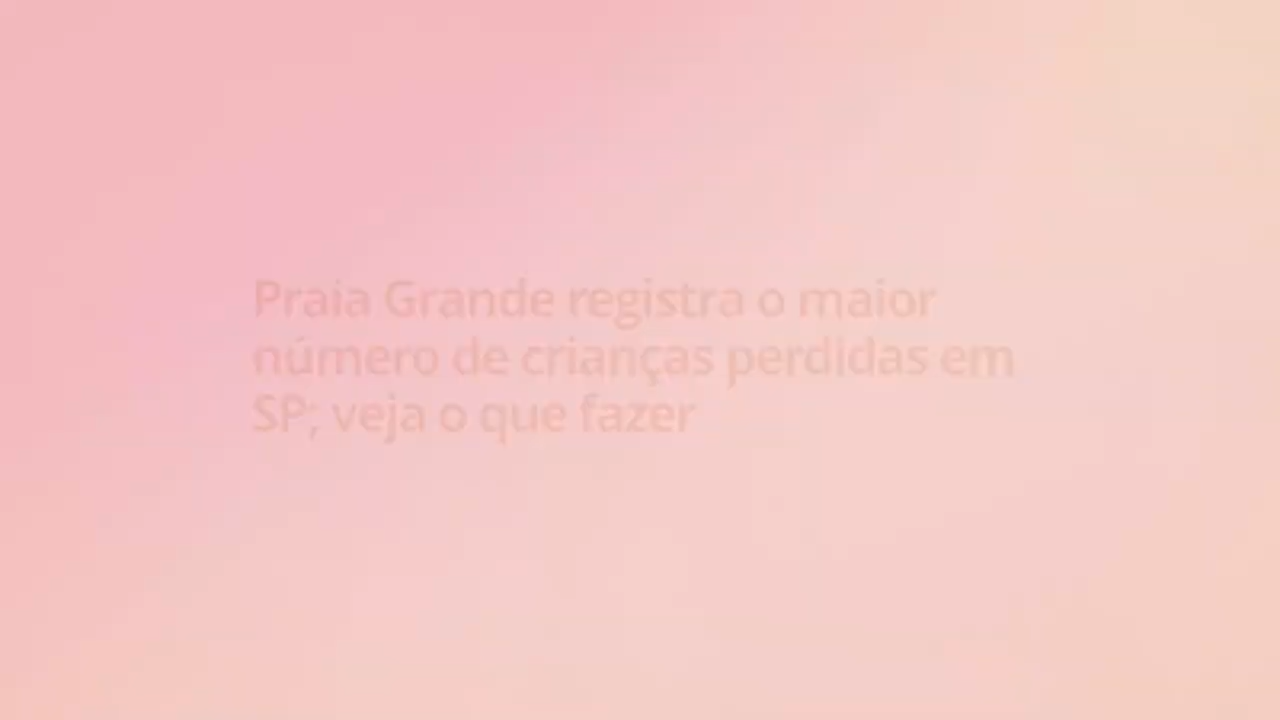 Praia Grande registra o maior
número de crianças perdidas em
SP; veja o que fazer